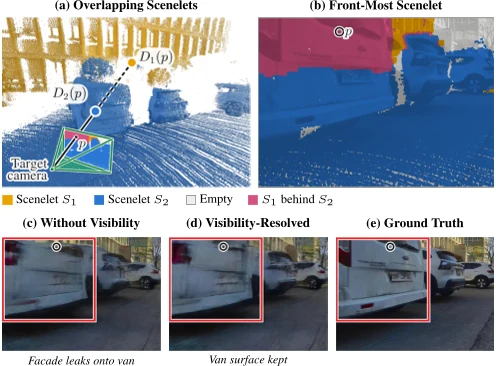 (a) Overlapping Scenelets
(b) Front-Most Scenelet
D1(p)
D2(p)
p
p
Target
camera
Scenelet S1
Scenelet S2
Empty
S1 behind S2
(c) Without Visibility
(d) Visibility-Resolved
(e) Ground Truth
Facade leaks onto van
Van surface kept